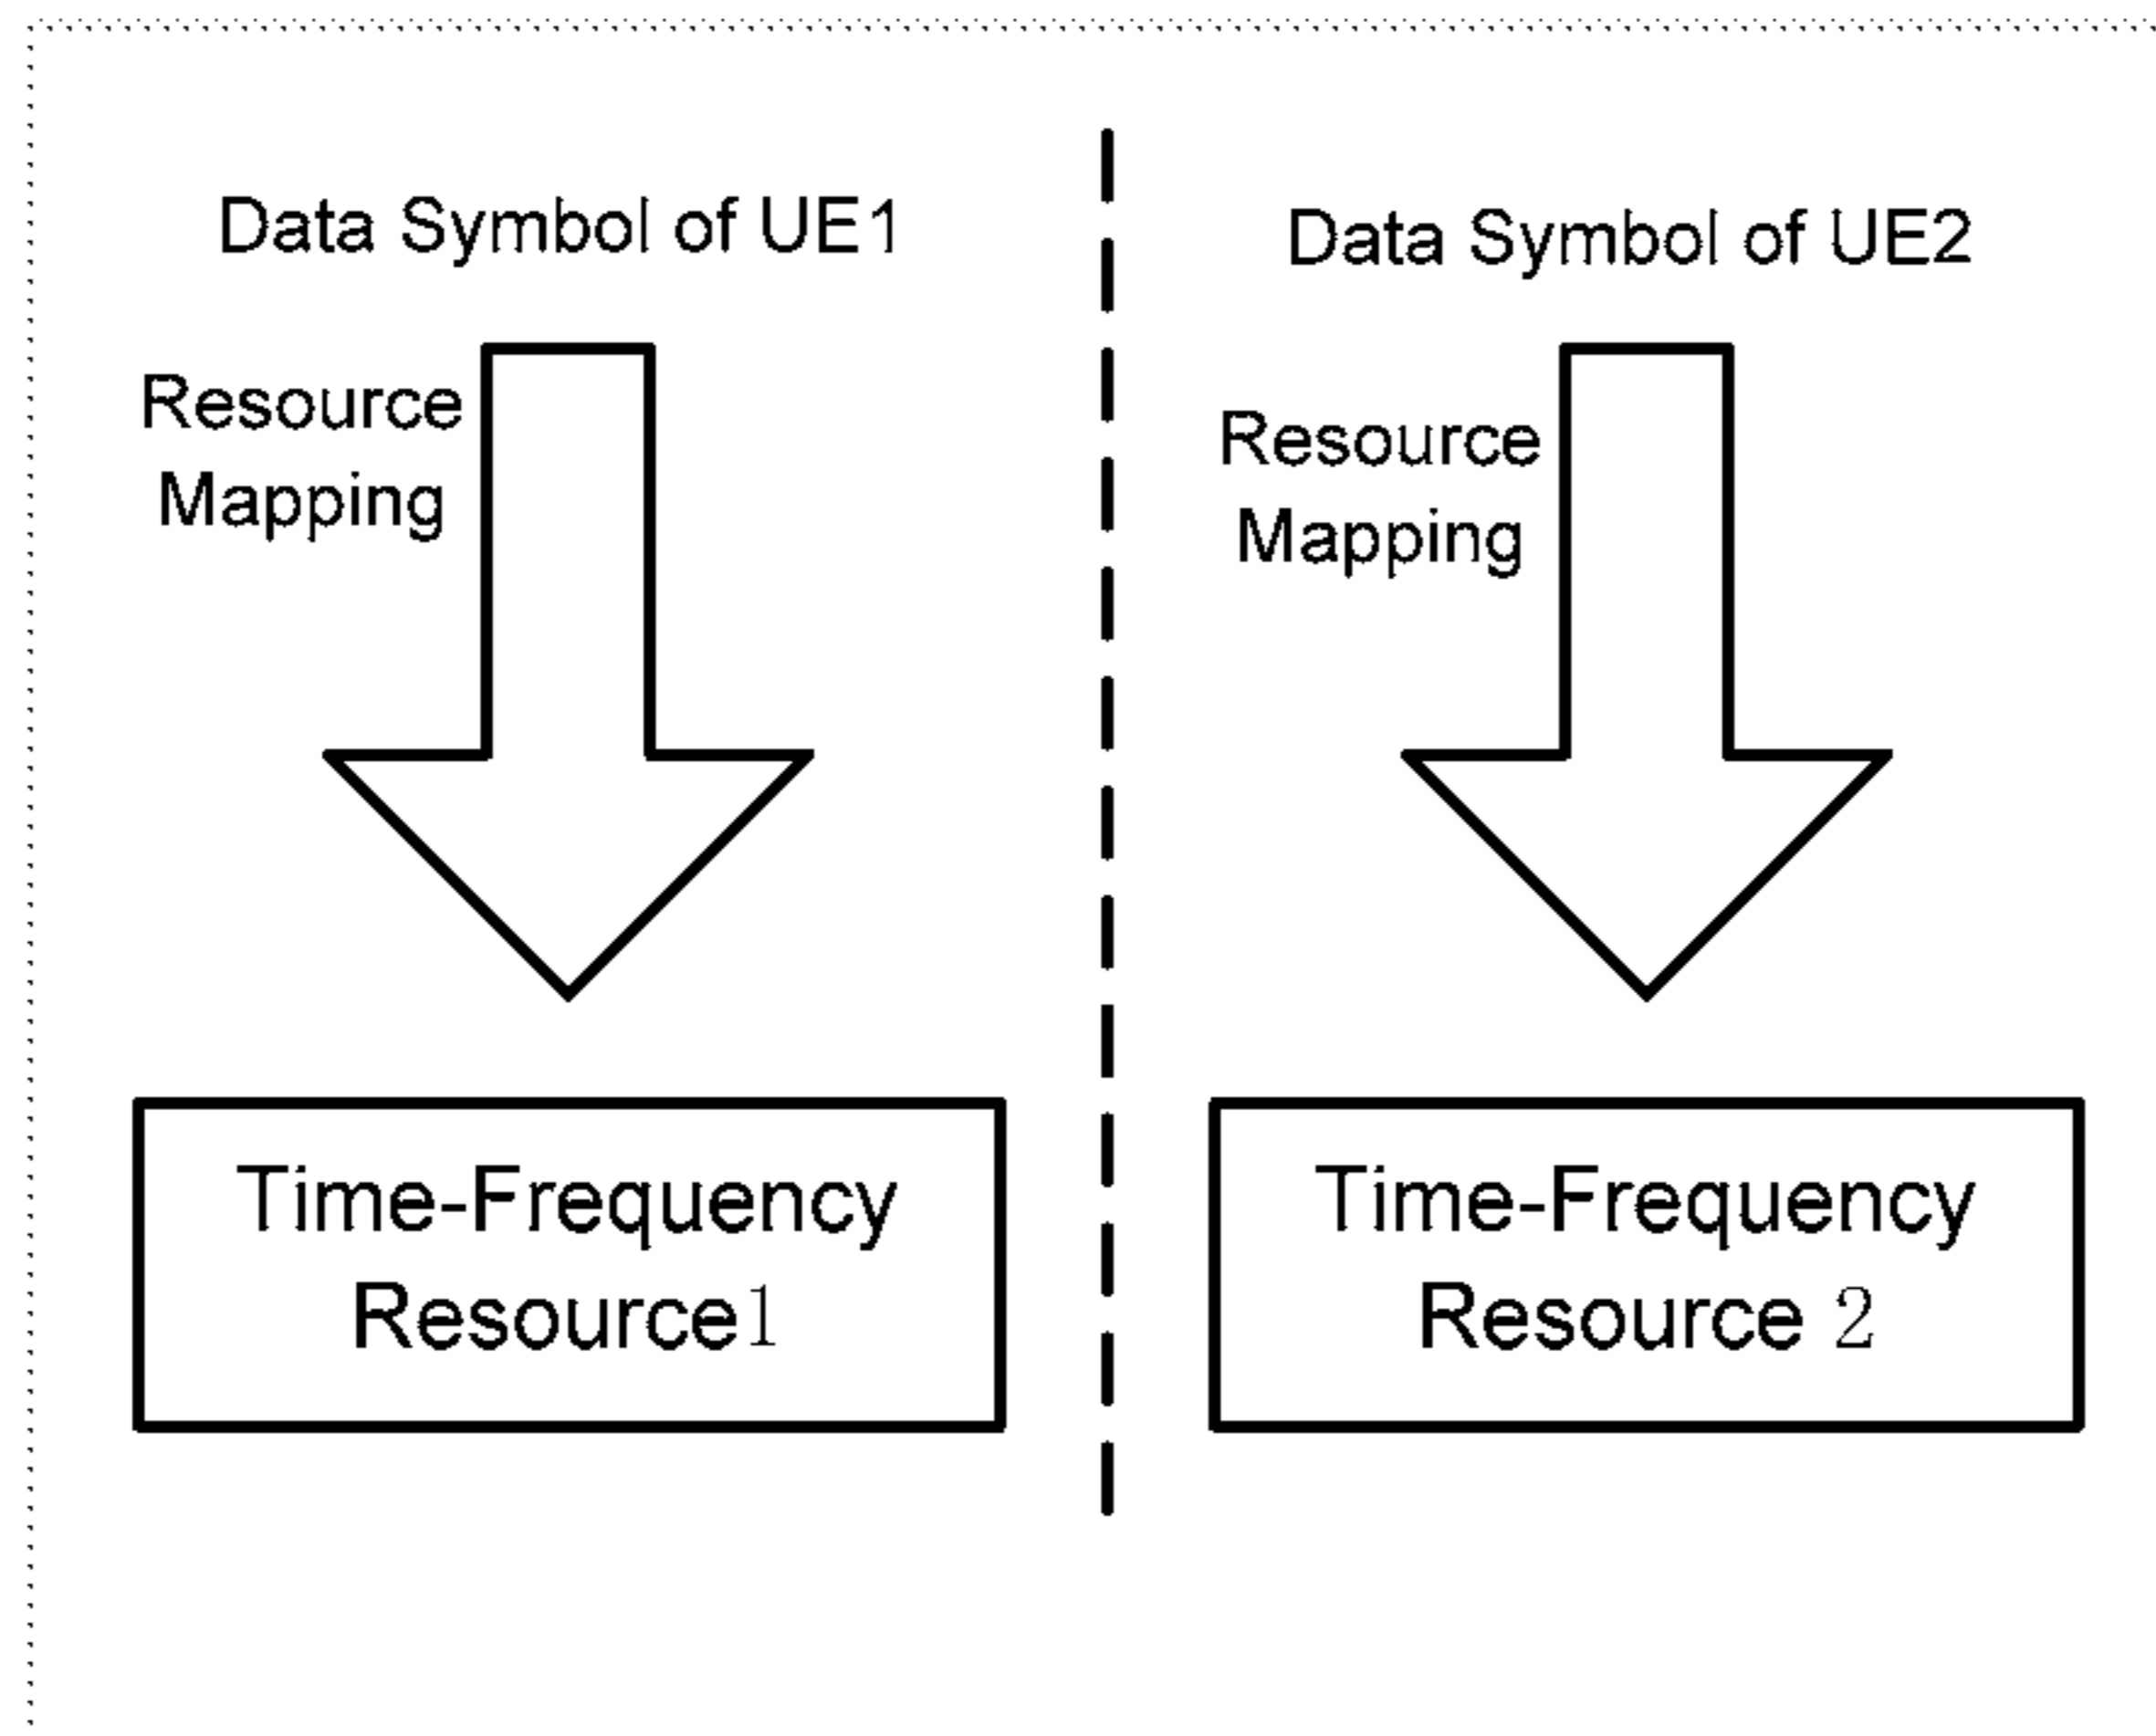 Data Symbol of UE1
Resource
Mapping
Time-Frequency
Resource1
Data Symbol of UE2
Resource
Mapping
Time-Frequency
Resource 2